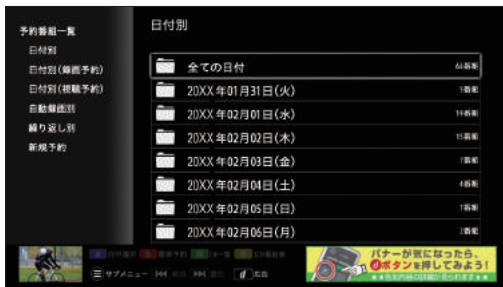 予約番組一覧
日付別
日付別(録画予約)
日付別(視聴予約)
自動録画別
繰り返し別
新規予約
日付別
全ての日付
20XX年01月31日(火)
20XX年02月01日(水)
20XX年02月02日(木)
20XX年02月03日(金)
20XX年02月04日(土)
20XX年02月05日(日)
20XX年02月06日(月)
サブメニュー
d 広告
バナーが気になったら、
dボタンを押してみよう!